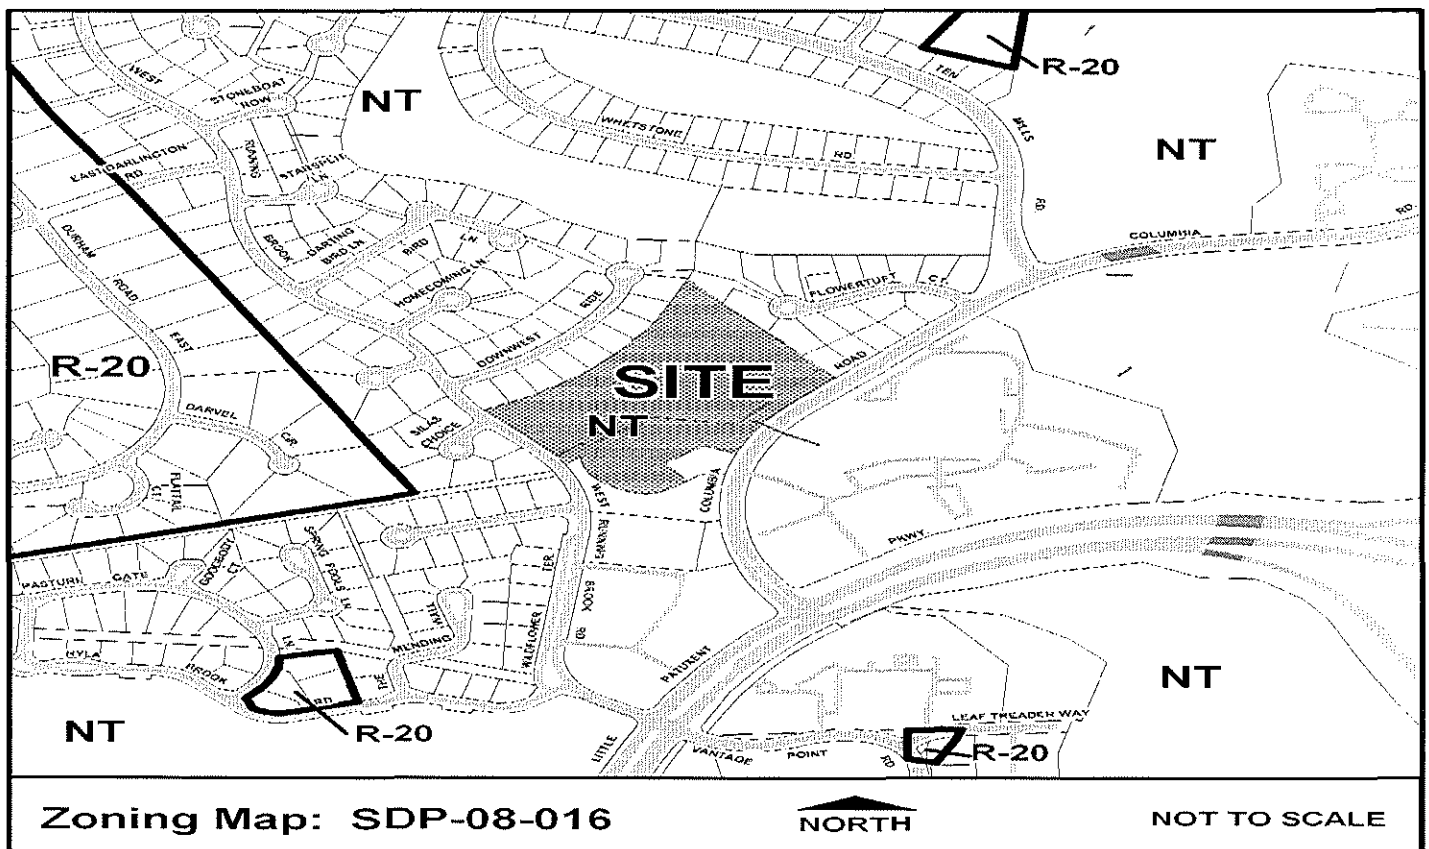 WEST
STONEBOAT
ROW
NT
R-20
TEN
MILLS
RD
WHETSTONE
RD.
NT
EAST DARLINGTON
RD
RUNNING
LN
BROOK
DARTING
BIRD LN
BIRD
LN
HOMECOMING LN
COLUMBIA
RD.
DURHAM
ROAD
EAST
FLOWERTUFT
CT.
RIDE
DOWNWEST
ROAD
R-20
SITE
NT
DARVEL
CIR.
SILAS
CHOICE
FLATTAIL
CT
WEST
RUNNING
BROOK
RD
COLUMBIA
PKWY
PASTURE GATE
CT
SPRING
POOLS
LN
TER
WILDFLOWER
MENDING
THE
HYLA
BROOK
LN
RD
PATUXENT
LITTLE
NT
R-20
NT
LEAF TREADER WAY
VANTAGE
POINT
RD
R-20
Zoning Map: SDP-08-016
NORTH
NOT TO SCALE